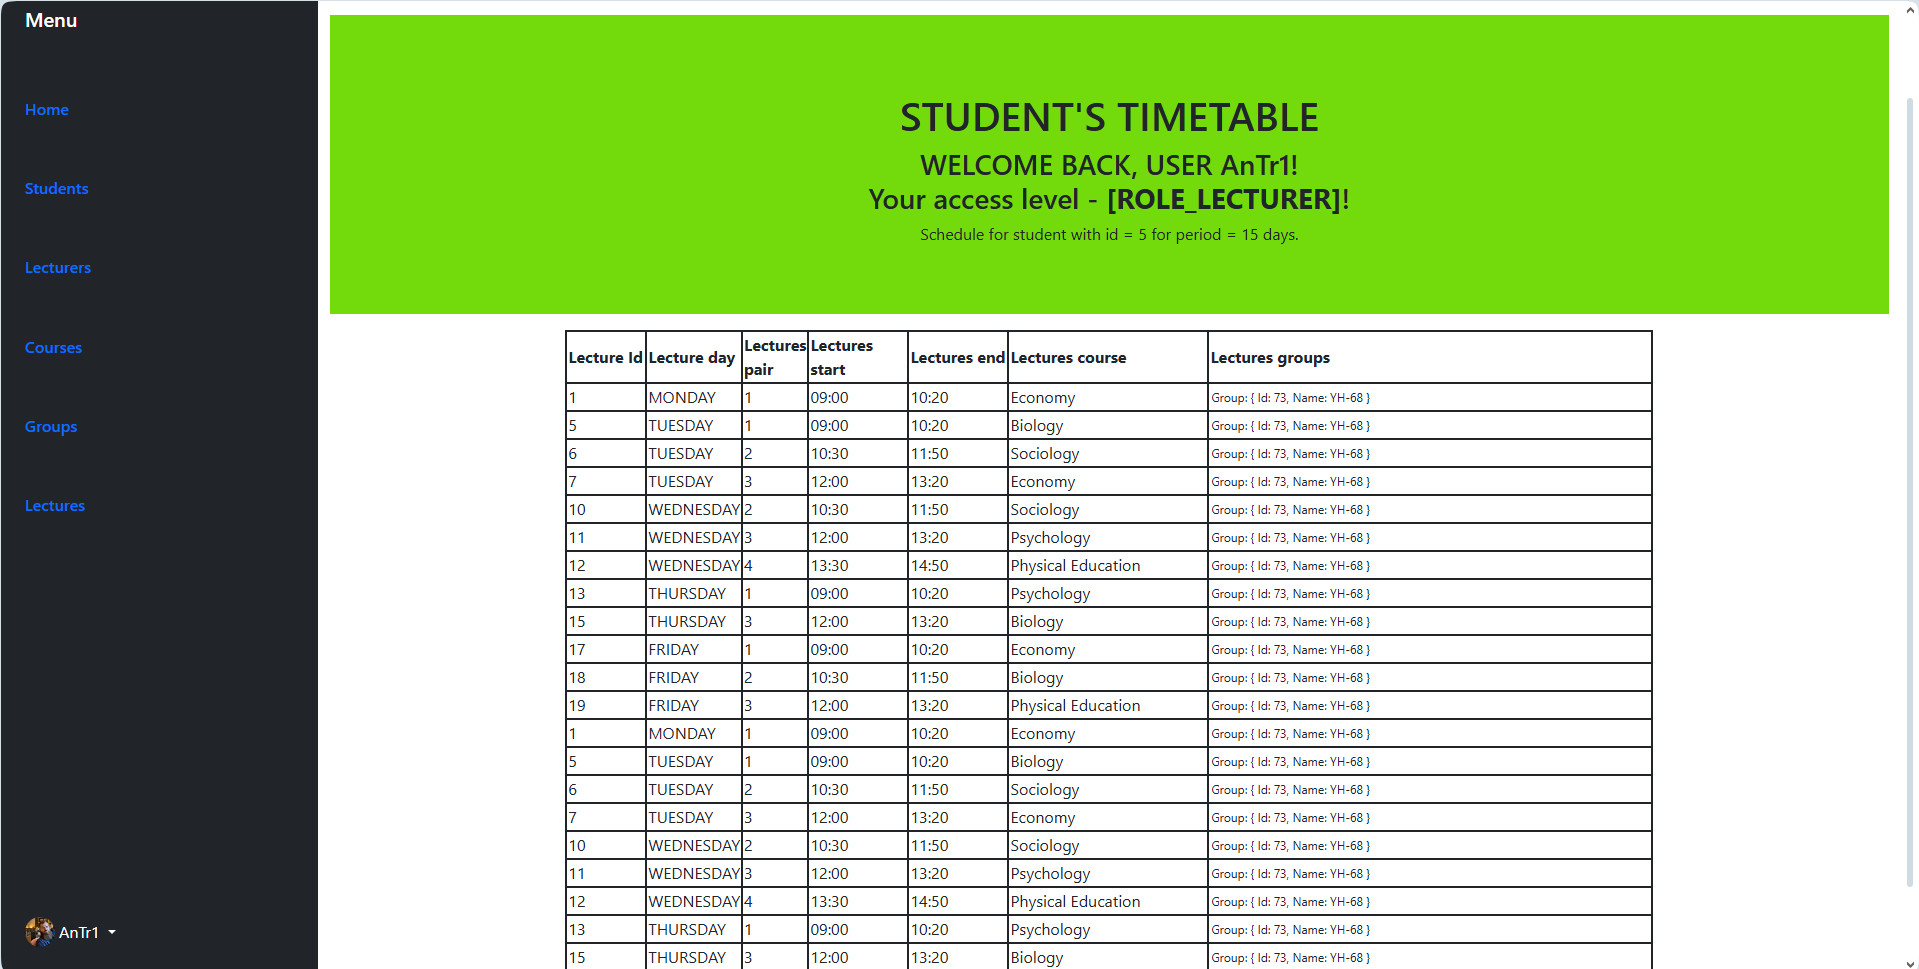 Menu
Home
Students
Lecturers
Courses
Groups
Lectures
AnTr1
STUDENT'S TIMETABLE
WELCOME BACK, USER AnTr1!
Your access level - [ROLE_LECTURER]!
Schedule for student with id = 5 for period = 15 days.
Lecture Id Lecture day Lectures pair Lectures start Lectures end Lectures course Lectures groups
1 MONDAY 1 09:00 10:20 Economy Group: { Id: 73, Name: YH-68 }
5 TUESDAY 1 09:00 10:20 Biology Group: { Id: 73, Name: YH-68 }
6 TUESDAY 2 10:30 11:50 Sociology Group: { Id: 73, Name: YH-68 }
7 TUESDAY 3 12:00 13:20 Economy Group: { Id: 73, Name: YH-68 }
10 WEDNESDAY 2 10:30 11:50 Sociology Group: { Id: 73, Name: YH-68 }
11 WEDNESDAY 3 12:00 13:20 Psychology Group: { Id: 73, Name: YH-68 }
12 WEDNESDAY 4 13:30 14:50 Physical Education Group: { Id: 73, Name: YH-68 }
13 THURSDAY 1 09:00 10:20 Psychology Group: { Id: 73, Name: YH-68 }
15 THURSDAY 3 12:00 13:20 Biology Group: { Id: 73, Name: YH-68 }
17 FRIDAY 1 09:00 10:20 Economy Group: { Id: 73, Name: YH-68 }
18 FRIDAY 2 10:30 11:50 Biology Group: { Id: 73, Name: YH-68 }
19 FRIDAY 3 12:00 13:20 Physical Education Group: { Id: 73, Name: YH-68 }
1 MONDAY 1 09:00 10:20 Economy Group: { Id: 73, Name: YH-68 }
5 TUESDAY 1 09:00 10:20 Biology Group: { Id: 73, Name: YH-68 }
6 TUESDAY 2 10:30 11:50 Sociology Group: { Id: 73, Name: YH-68 }
7 TUESDAY 3 12:00 13:20 Economy Group: { Id: 73, Name: YH-68 }
10 WEDNESDAY 2 10:30 11:50 Sociology Group: { Id: 73, Name: YH-68 }
11 WEDNESDAY 3 12:00 13:20 Psychology Group: { Id: 73, Name: YH-68 }
12 WEDNESDAY 4 13:30 14:50 Physical Education Group: { Id: 73, Name: YH-68 }
13 THURSDAY 1 09:00 10:20 Psychology Group: { Id: 73, Name: YH-68 }
15 THURSDAY 3 12:00 13:20 Biology Group: { Id: 73, Name: YH-68 }